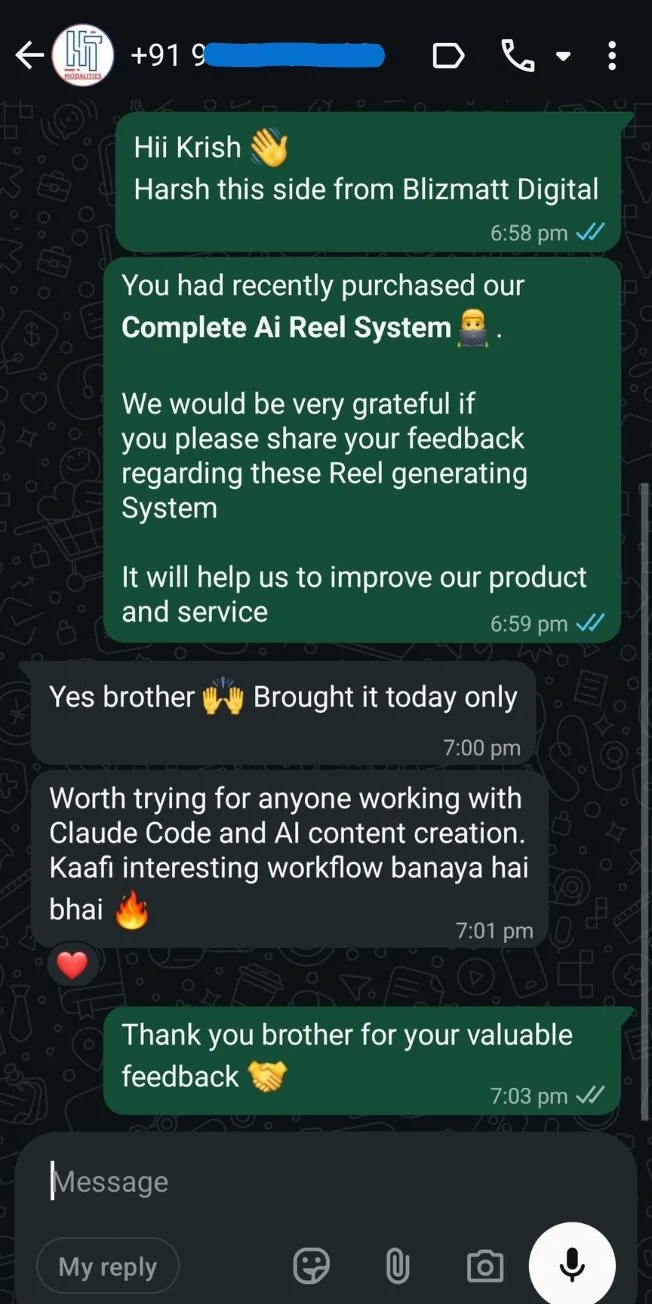 +91 9
MODALITIES
Hii Krish 👋
Harsh this side from Blizmatt Digital
6:58 pm
You had recently purchased our
Complete Ai Reel System 👨‍💻 .
We would be very grateful if
you please share your feedback
regarding these Reel generating
System
It will help us to improve our product
and service
6:59 pm
Yes brother 🙌 Brought it today only
7:00 pm
Worth trying for anyone working with
Claude Code and AI content creation.
Kaafi interesting workflow banaya hai
bhai 🔥
7:01 pm
Thank you brother for your valuable
feedback 🤝
7:03 pm
Message
My reply